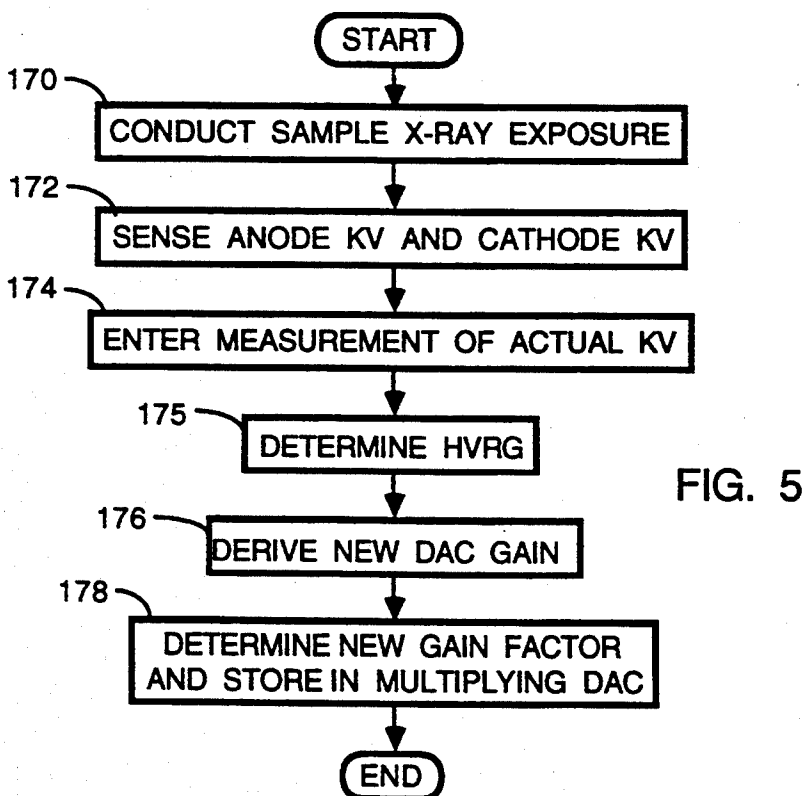 START
170
CONDUCT SAMPLE X-RAY EXPOSURE
172
SENSE ANODE KV AND CATHODE KV
174
ENTER MEASUREMENT OF ACTUAL KV
175
DETERMINE HVRG
FIG. 5
176
DERIVE NEW DAC GAIN
178
DETERMINE NEW GAIN FACTOR
AND STORE IN MULTIPLYING DAC
END